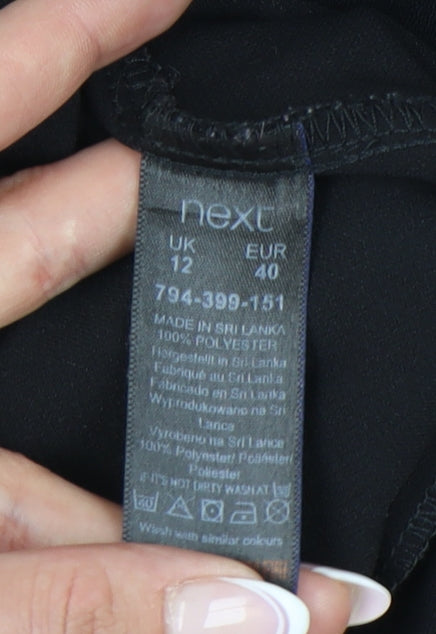 next
UK EUR
12 40
794-399-151
MADE IN SRI LANKA
100% POLYESTER
Hergestellt in Sri Lanka
Fabriqué au Sri Lanka
Fabricado en Sri Lanka
Wyprodukowano na Sri
Lance
Vyrobeno na Srí Lance
100% Polyester/ Poliéster/
Poliester
IF IT'S NOT DIRTY WASH AT
40
Wash with similar colours